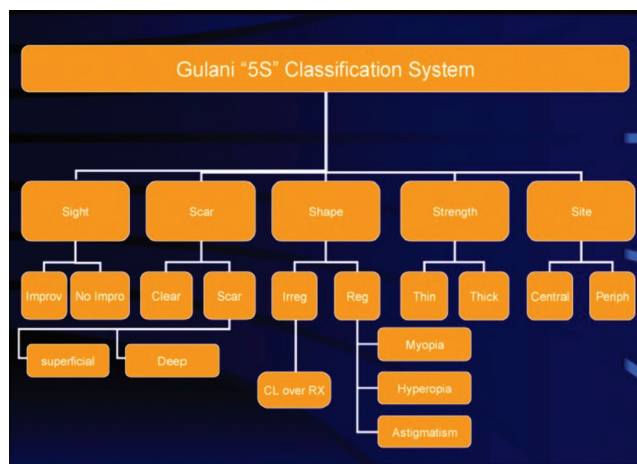 Gulani “5S” Classification System
Sight
Scar
Shape
Strength
Site
Improv
No Impro
Clear
Scar
Irreg
Reg
Thin
Thick
Central
Periph
superficial
Deep
CL over RX
Myopia
Hyperopia
Astigmatism